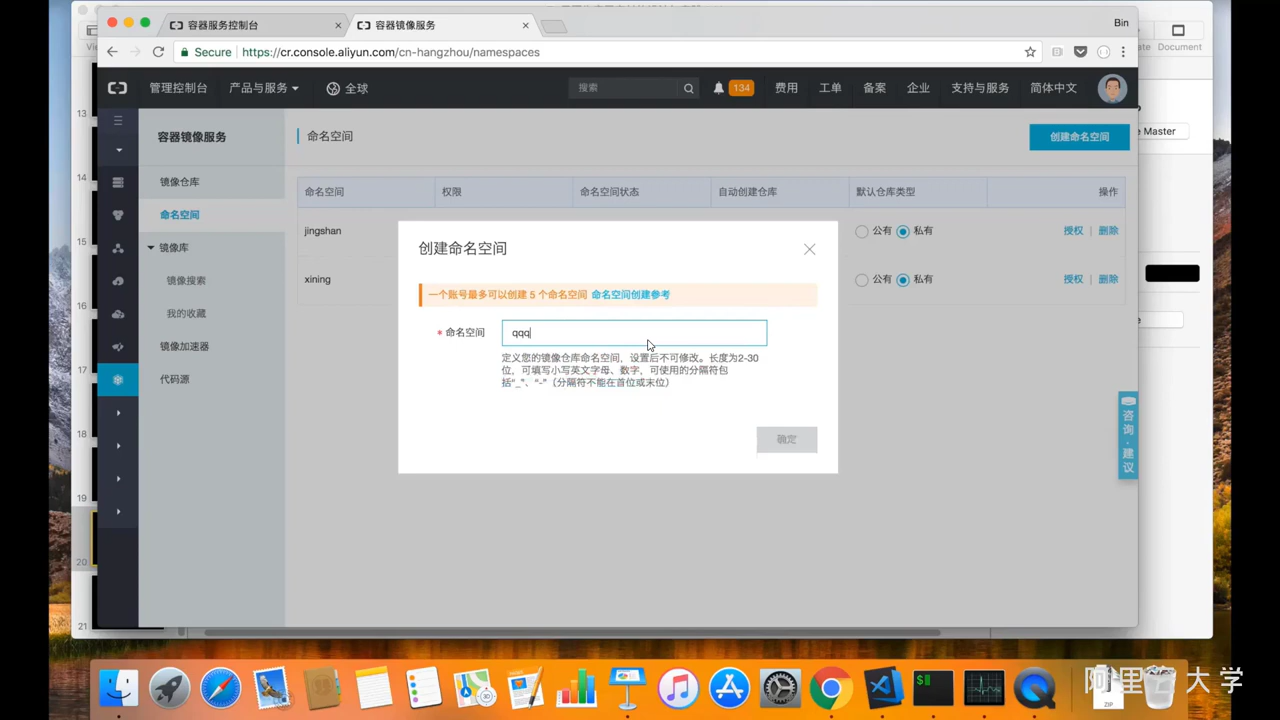 容器服务控制台
容器镜像服务
Bin
Secure
https://cr.console.aliyun.com/cn-hangzhou/namespaces
Document
管理控制台
产品与服务
全球
搜索
134
费用
工单
备案
企业
支持与服务
简体中文
e Master
容器镜像服务
命名空间
创建命名空间
镜像仓库
命名空间
镜像库
镜像搜索
我的收藏
镜像加速器
代码源
命名空间
权限
命名空间状态
自动创建仓库
默认仓库类型
操作
jingshan
公有
私有
授权
删除
xining
公有
私有
授权
删除
创建命名空间
一个账号最多可以创建 5 个命名空间 命名空间创建参考
* 命名空间
qqq
定义您的镜像仓库命名空间，设置后不可修改。长度为2-30
位，可填写小写英文字母、数字，可使用的分隔符包
括“_”、“-”（分隔符不能在首位或末位）
确定
咨询·建议
13
14
15
16
17
18
19
20
21
ZIP